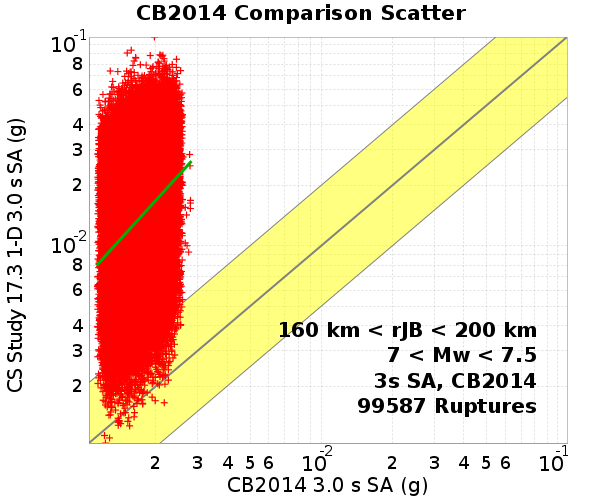 CB2014 Comparison Scatter
CS Study 17.3 1-D 3.0 s SA (g)
10-1
8
6
4
3
2
10-2
8
6
4
3
2
160 km < rJB < 200 km
7 < Mw < 7.5
3s SA, CB2014
99587 Ruptures
2 3 4 5 6 10-2 2 3 4 5 6 10-1
CB2014 3.0 s SA (g)